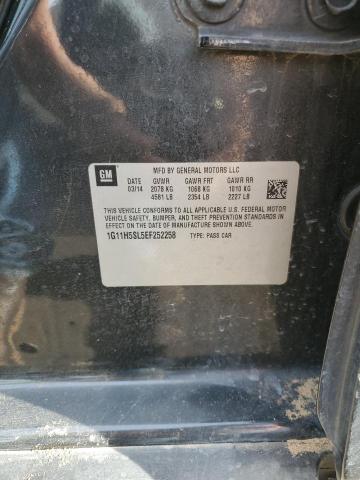 GM
MFD BY GENERAL MOTORS LLC
DATE GVWR GAWR FRT GAWR RR
03/14 2078 KG 1068 KG 1010 KG
4581 LB 2354 LB 2227 LB
THIS VEHICLE CONFORMS TO ALL APPLICABLE U.S. FEDERAL MOTOR
VEHICLE SAFETY, BUMPER, AND THEFT PREVENTION STANDARDS IN
EFFECT ON THE DATE OF MANUFACTURE SHOWN ABOVE.
1G11H5SL5EF252258 TYPE: PASS CAR